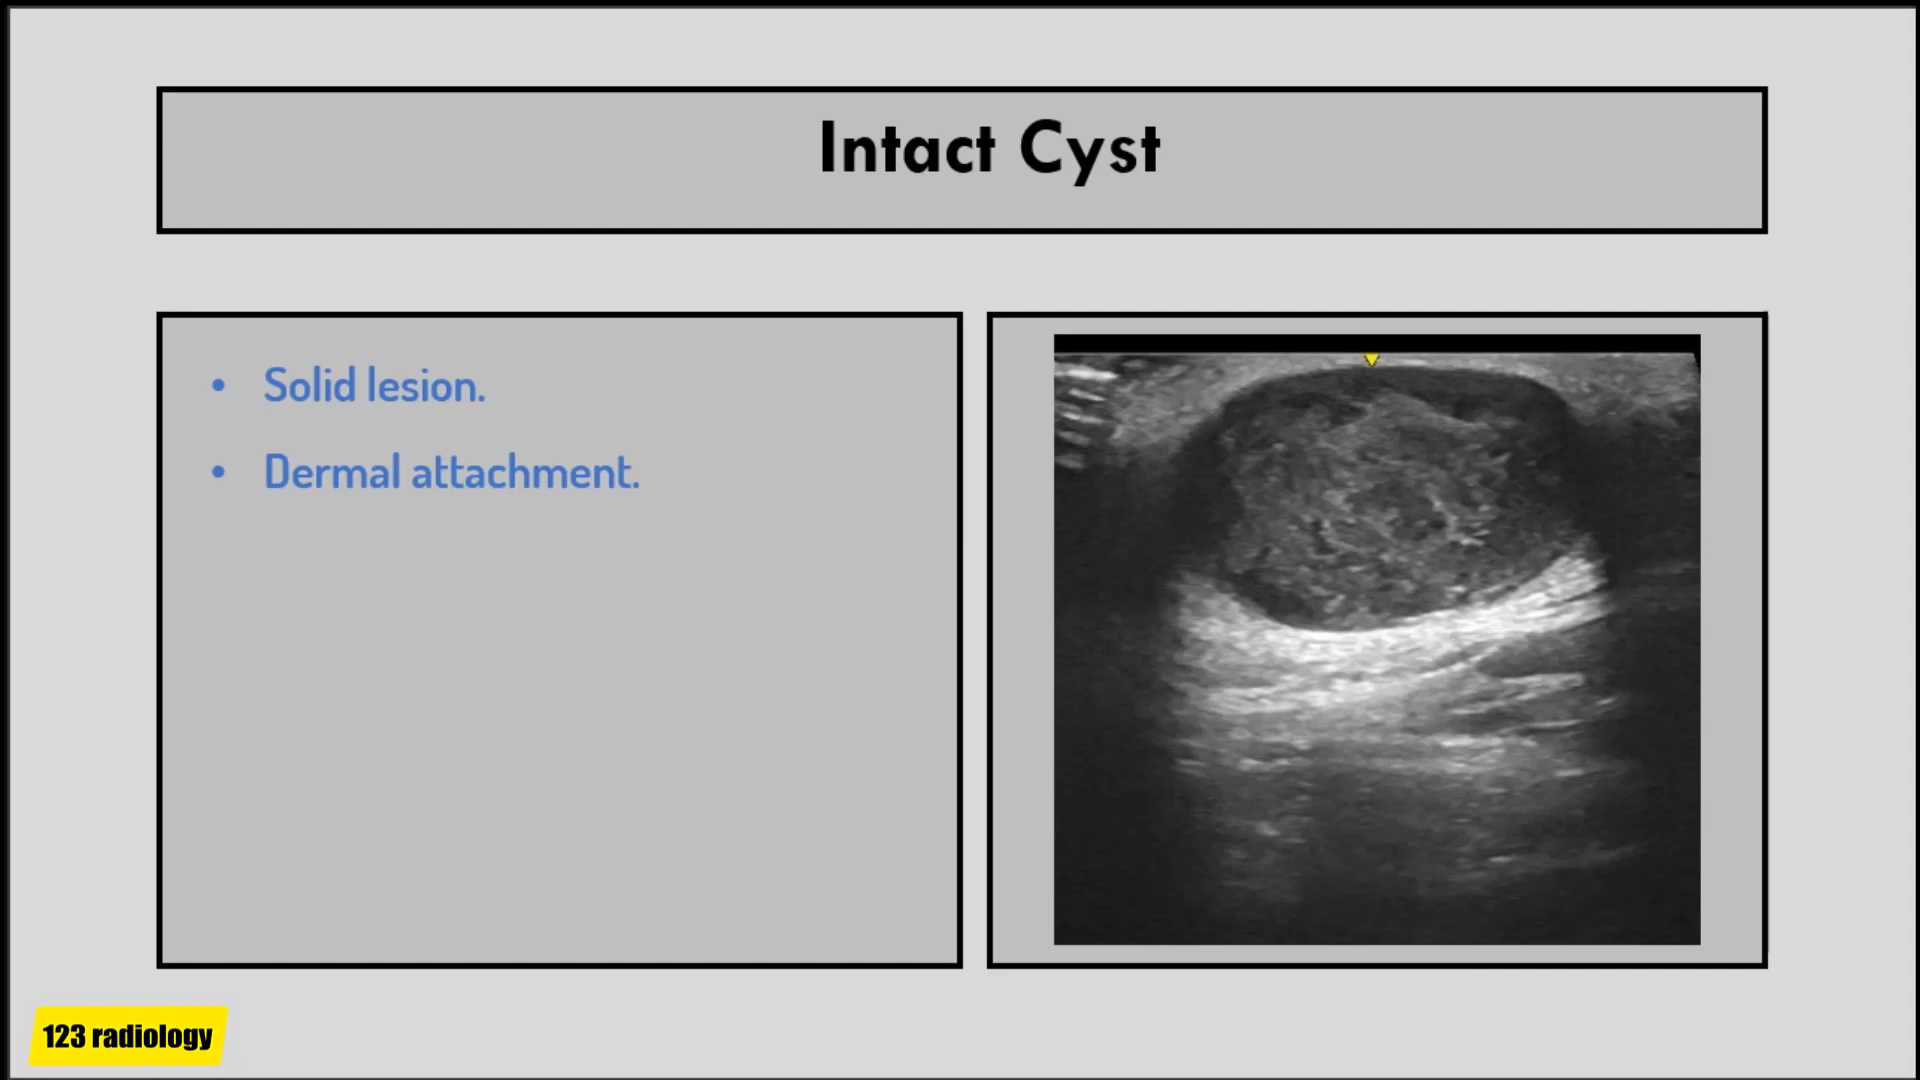 Intact Cyst
• Solid lesion.
• Dermal attachment.
123 radiology